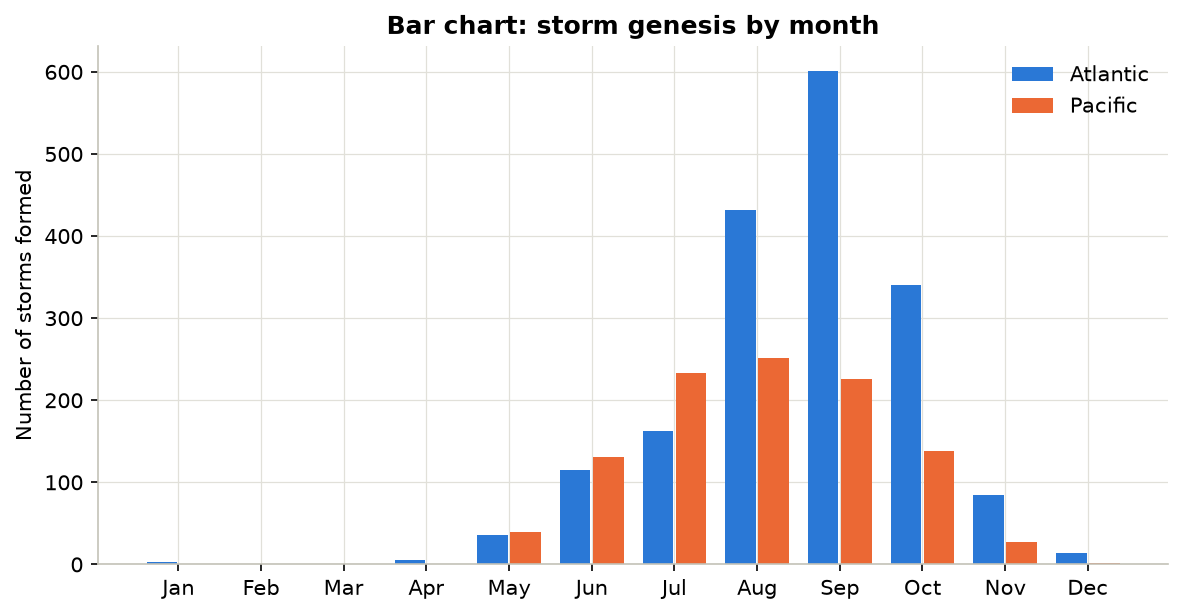 Bar chart: storm genesis by month
Number of storms formed
600
500
400
300
200
100
0
Atlantic
Pacific
Jan Feb Mar Apr May Jun Jul Aug Sep Oct Nov Dec